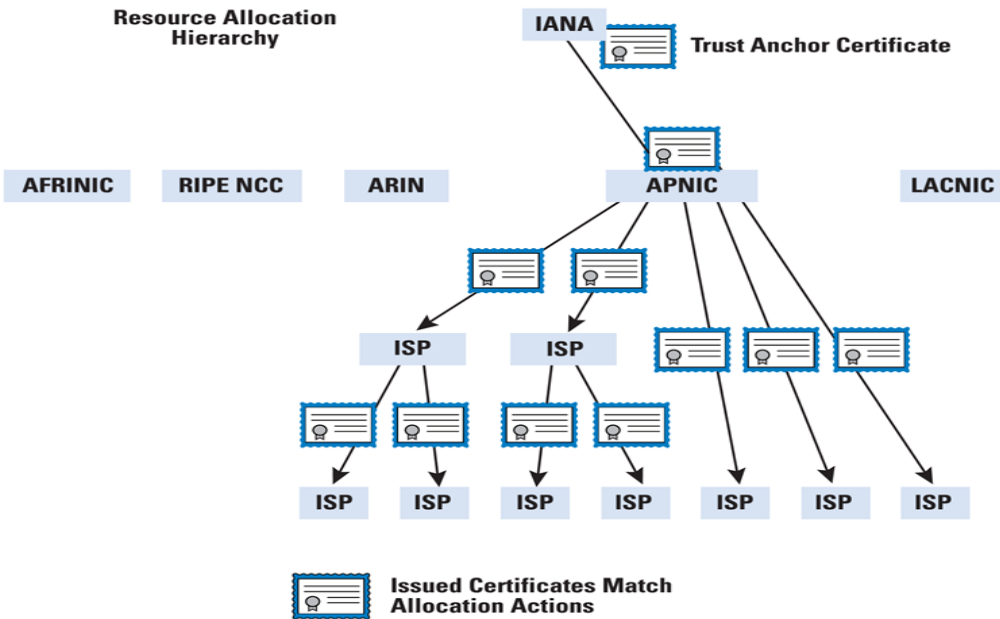 Resource Allocation
Hierarchy
IANA
Trust Anchor Certificate
AFRINIC
RIPE NCC
ARIN
APNIC
LACNIC
ISP
ISP
ISP
ISP
ISP
ISP
ISP
ISP
ISP
Issued Certificates Match
Allocation Actions